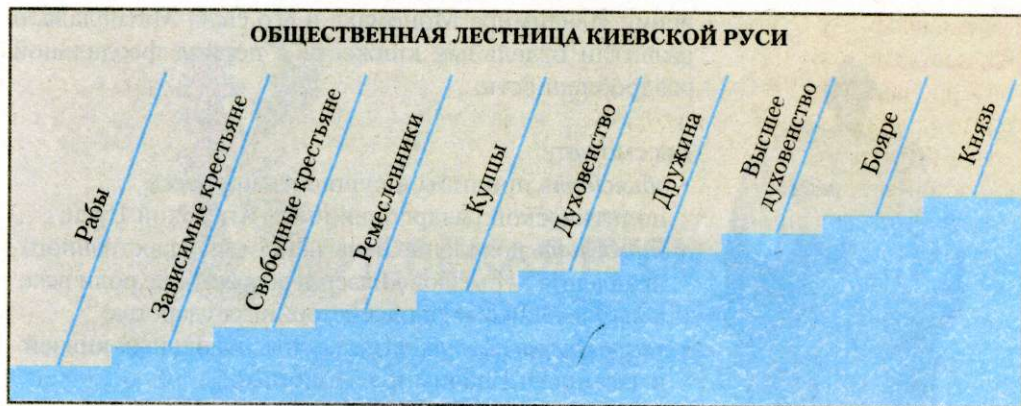 ОБЩЕСТВЕННАЯ ЛЕСТНИЦА КИЕВСКОЙ РУСИ
Рабы
Зависимые крестьяне
Свободные крестьяне
Ремесленники
Купцы
Духовенство
Дружина
Высшее
духовенство
Бояре
Князь